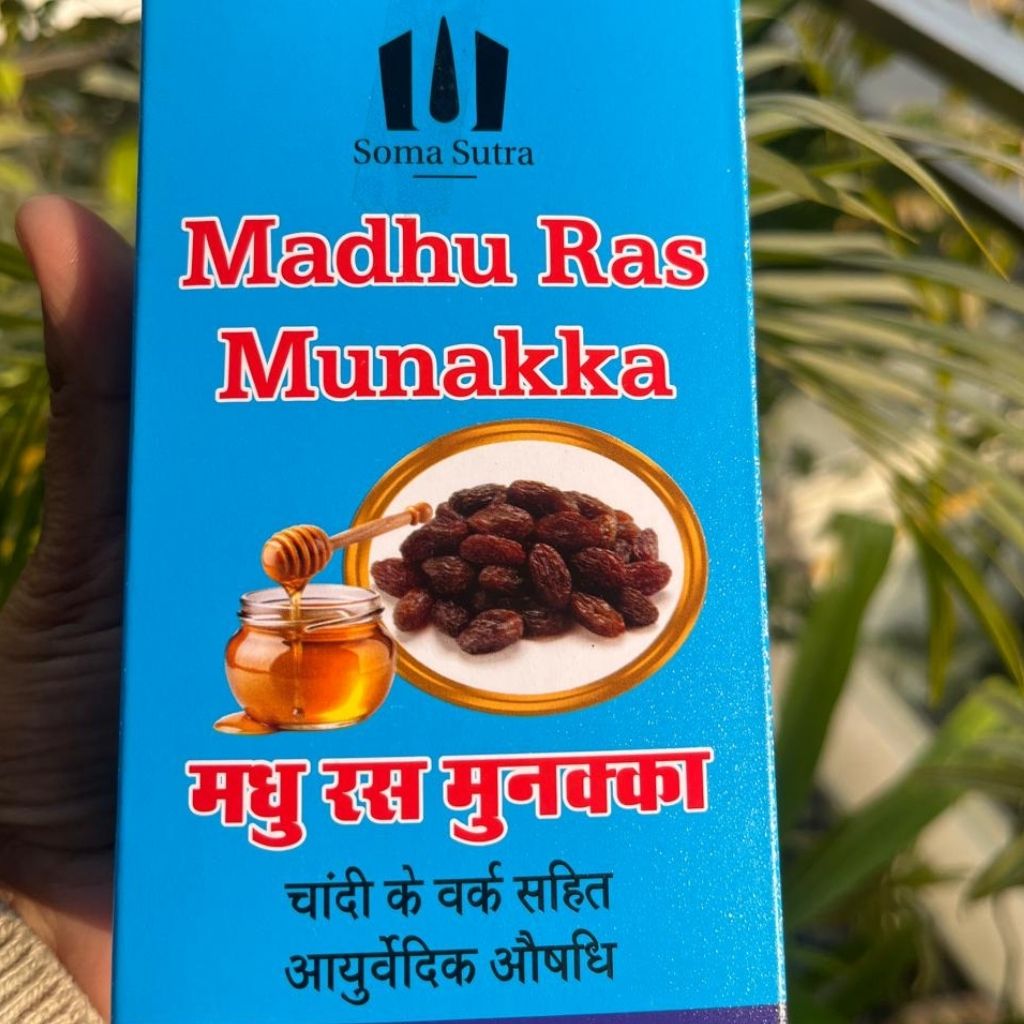 Soma Sutra
Madhu Ras
Munakka
मधु रस मुनक्का
चांदी के वर्क सहित
आयुर्वेदिक औषधि